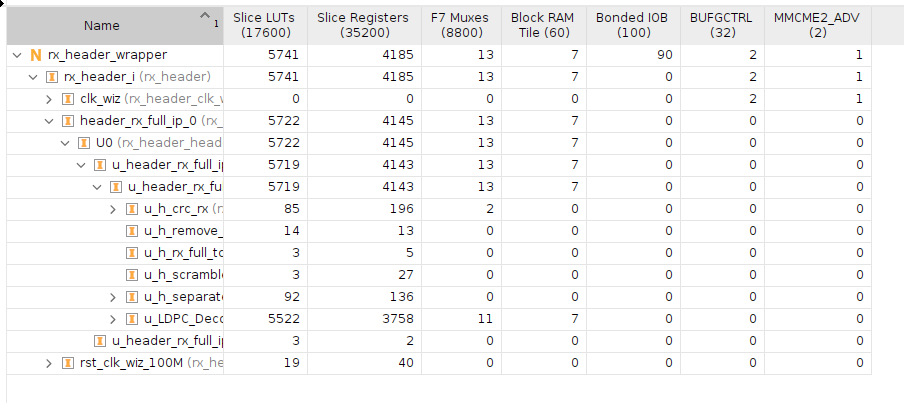 Name 1 Slice LUTs (17600) Slice Registers (35200) F7 Muxes (8800) Block RAM Tile (60) Bonded IOB (100) BUFGCTRL (32) MMCME2_ADV (2)
N rx_header_wrapper 5741 4185 13 7 90 2 1
I rx_header_i (rx_header) 5741 4185 13 7 0 2 1
I clk_wiz (rx_header_clk_v 0 0 0 0 0 2 1
I header_rx_full_ip_0 (rx_ 5722 4145 13 7 0 0 0
I U0 (rx_header_head 5722 4145 13 7 0 0 0
I u_header_rx_full_ip 5719 4143 13 7 0 0 0
I u_header_rx_fu 5719 4143 13 7 0 0 0
I u_h_crc_rx (r 85 196 2 0 0 0 0
I u_h_remove_ 14 13 0 0 0 0 0
I u_h_rx_full_to 3 5 0 0 0 0 0
I u_h_scramble 3 27 0 0 0 0 0
I u_h_separate 92 136 0 0 0 0 0
I u_LDPC_Deco 5522 3758 11 7 0 0 0
I u_header_rx_full_ip 3 2 0 0 0 0 0
I rst_clk_wiz_100M (rx_he 19 40 0 0 0 0 0